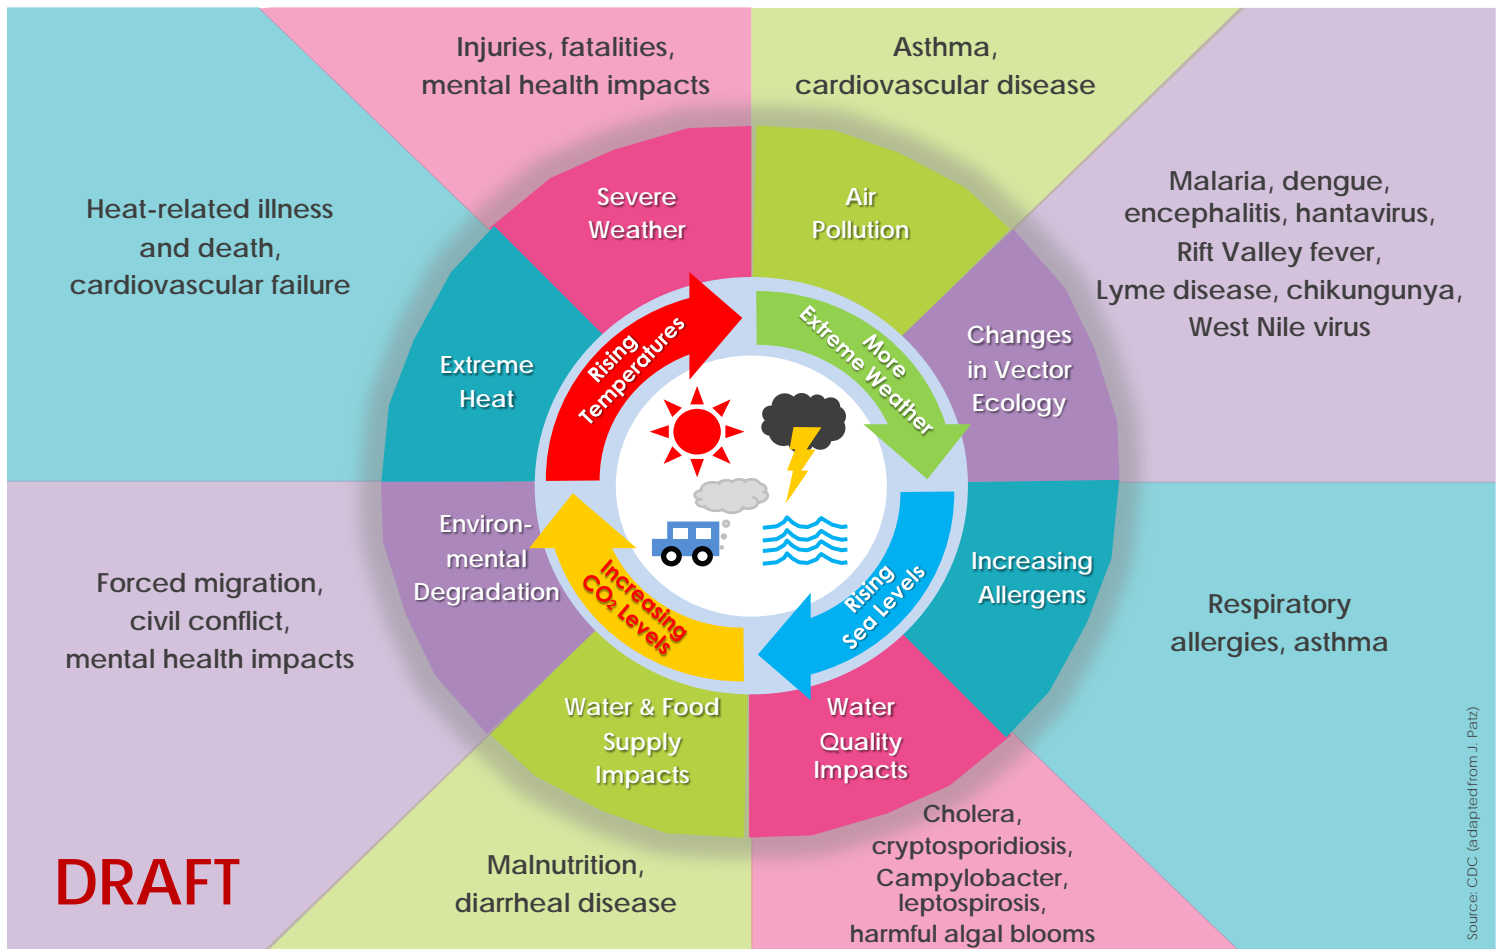 Injuries, fatalities,
mental health impacts
Asthma,
cardiovascular disease
Malaria, dengue,
encephalitis, hantavirus,
Rift Valley fever,
Lyme disease, chikungunya,
West Nile virus
Respiratory
allergies, asthma
Cholera,
cryptosporidiosis,
Campylobacter,
leptospirosis,
harmful algal blooms
Malnutrition,
diarrheal disease
Forced migration,
civil conflict,
mental health impacts
Heat-related illness
and death,
cardiovascular failure
Severe
Weather
Air
Pollution
Changes
in Vector
Ecology
Increasing
Allergens
Water
Quality
Impacts
Water & Food
Supply
Impacts
Environ-
mental
Degradation
Extreme
Heat
Rising
Temperatures
More
Extreme Weather
Rising
Sea Levels
Increasing
CO₂ Levels
DRAFT
Source: CDC (adapted from J. Patz)